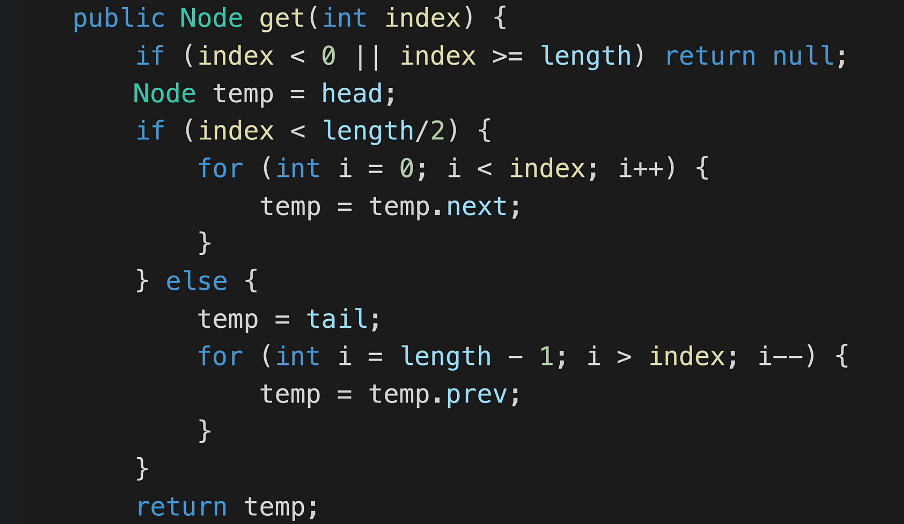 public Node get(int index) {
if (index < 0 || index >= length) return null;
Node temp = head;
if (index < length/2) {
for (int i = 0; i < index; i++) {
temp = temp.next;
}
} else {
temp = tail;
for (int i = length - 1; i > index; i--) {
temp = temp.prev;
}
}
return temp;